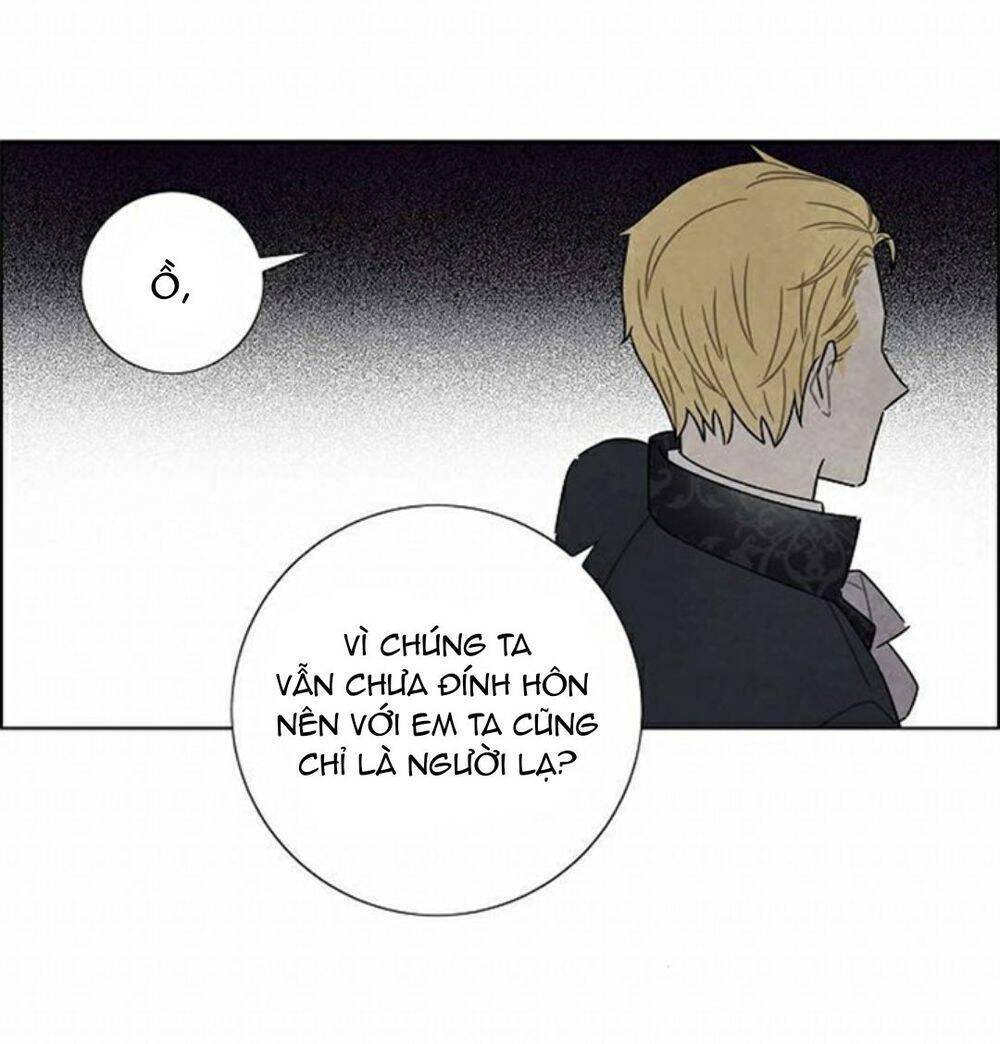 Ồ,
VÌ CHÚNG TA
VẪN CHƯA ĐÍNH HÔN
NÊN VỚI EM TA CŨNG
CHỈ LÀ NGƯỜI LẠ?